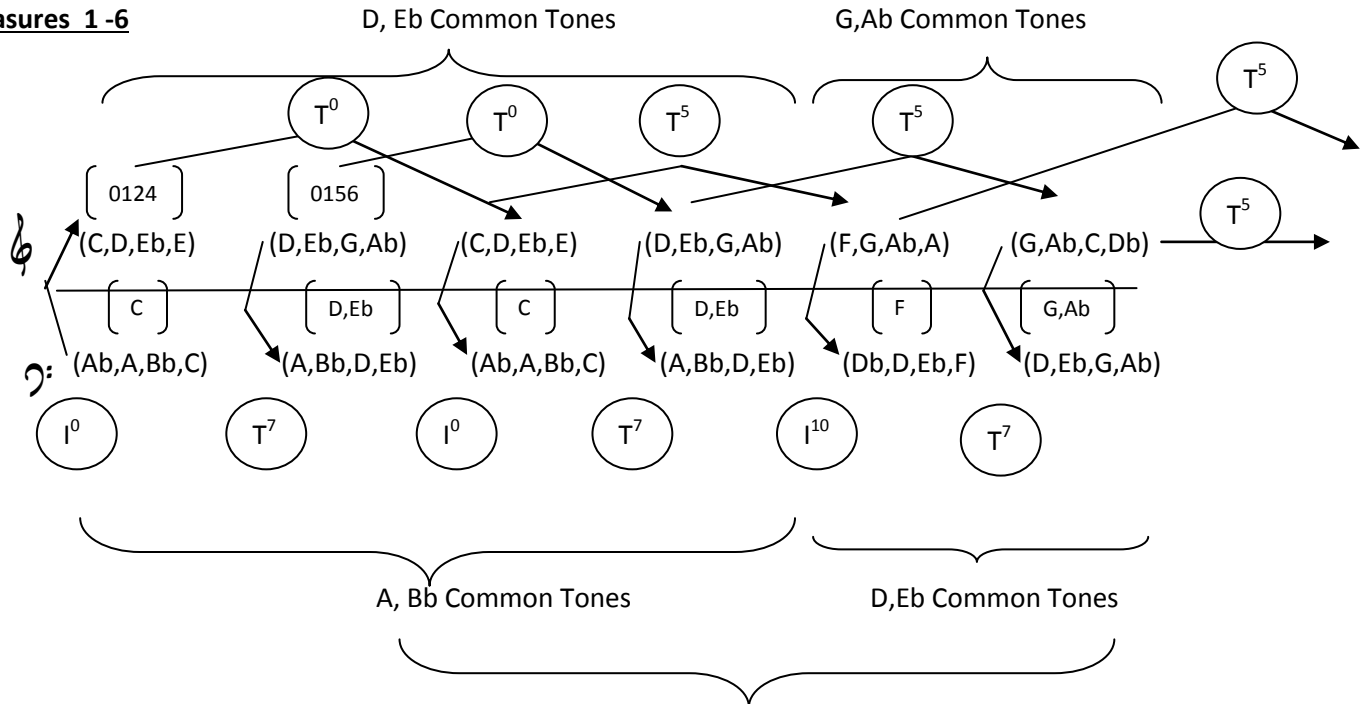 asures 1 -6
D, Eb Common Tones
G,Ab Common Tones
T0
T0
T5
T5
T5
0124
0156
T5
(C,D,Eb,E)
(D,Eb,G,Ab)
(C,D,Eb,E)
(D,Eb,G,Ab)
(F,G,Ab,A)
(G,Ab,C,Db)
C
D,Eb
C
D,Eb
F
G,Ab
(Ab,A,Bb,C)
(A,Bb,D,Eb)
(Ab,A,Bb,C)
(A,Bb,D,Eb)
(Db,D,Eb,F)
(D,Eb,G,Ab)
I0
T7
I0
T7
I10
T7
A, Bb Common Tones
D,Eb Common Tones